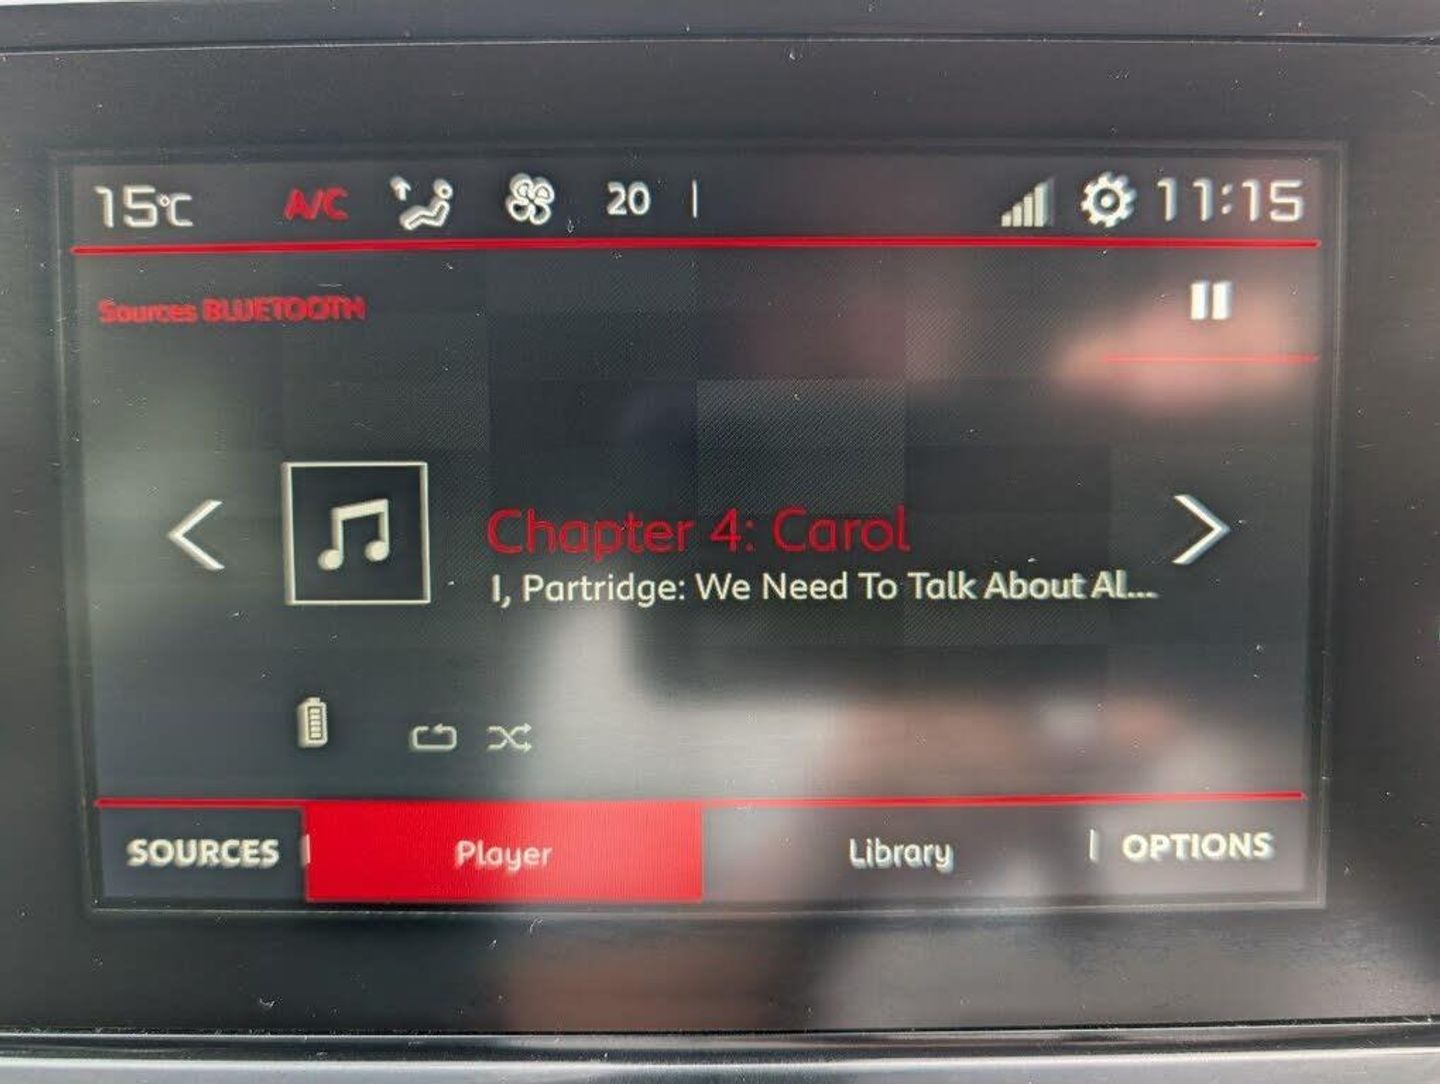 15°C A/C 20 11:15
Sources BLUETOOTH
Chapter 4: Carol
I, Partridge: We Need To Talk About Al...
SOURCES Player Library OPTIONS